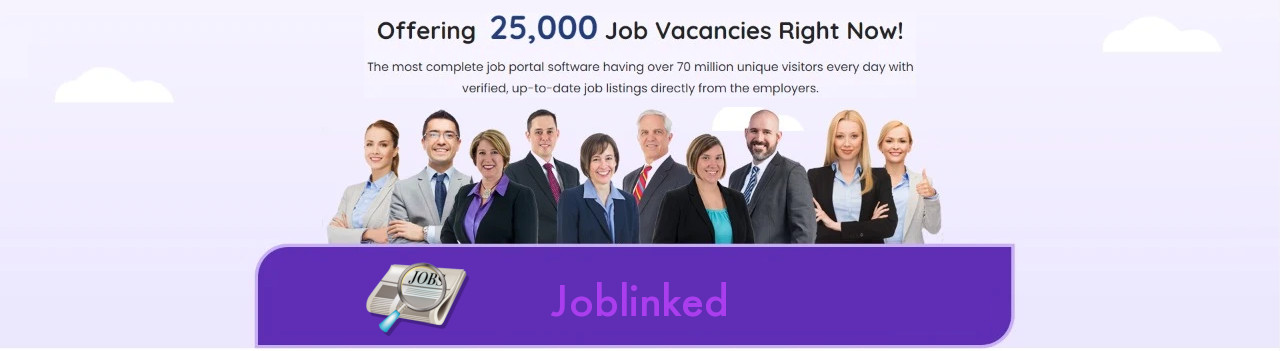 Offering 25,000 Job Vacancies Right Now!
The most complete job portal software having over 70 million unique visitors every day with
verified, up-to-date job listings directly from the employers.
JOBS
Joblinked